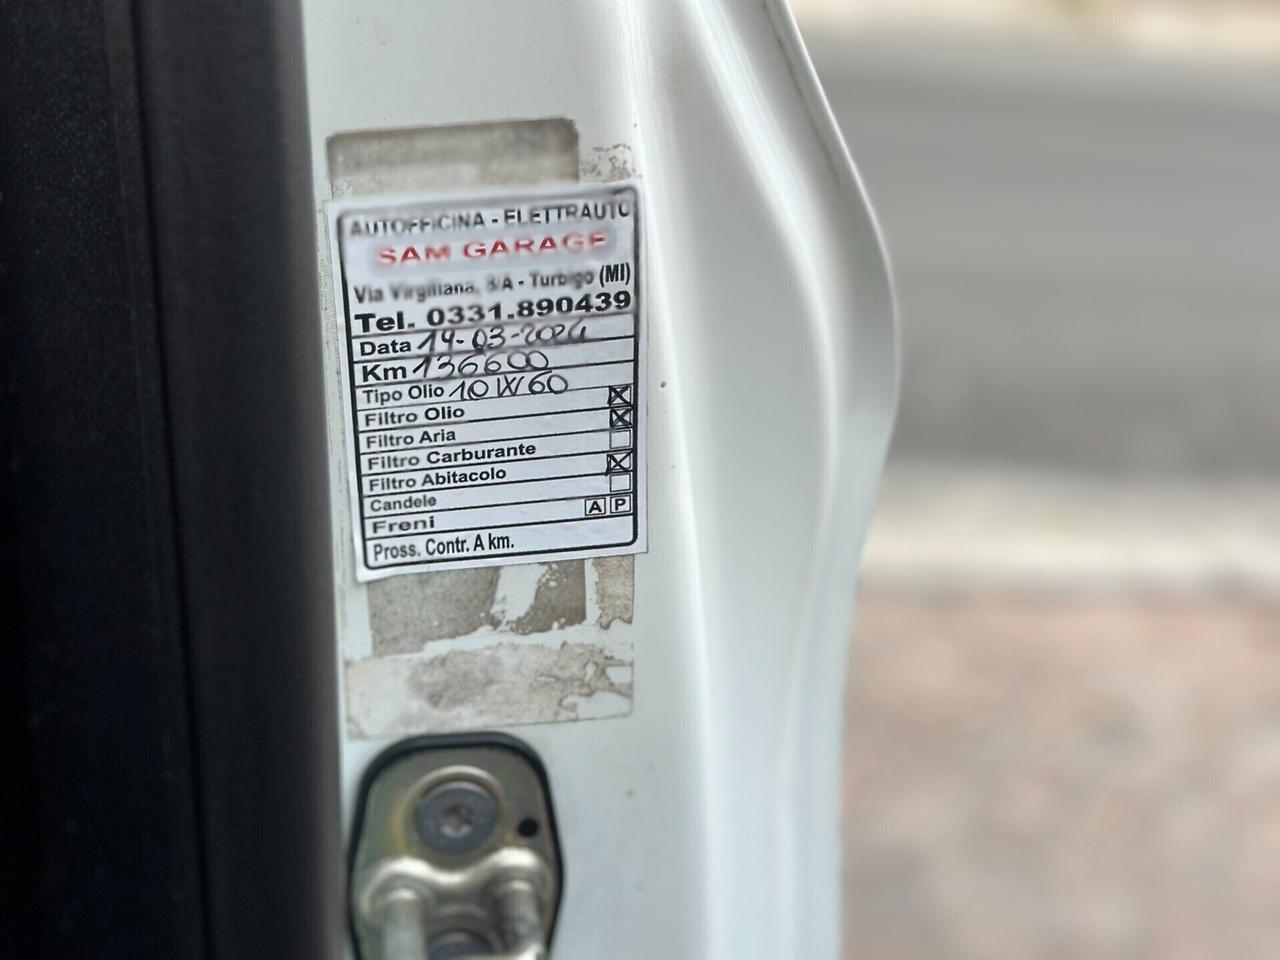 AUTOFFICINA - ELETTRAUTO
SAM GARAGE
Via Virgiliana, 8/A - Turbigo (MI)
Tel. 0331.890439
Data 14-03-2024
Km 136600
Tipo Olio 10W60
Filtro Olio
Filtro Aria
Filtro Carburante
Filtro Abitacolo
Candele
Freni A P
Pross. Contr. A km.